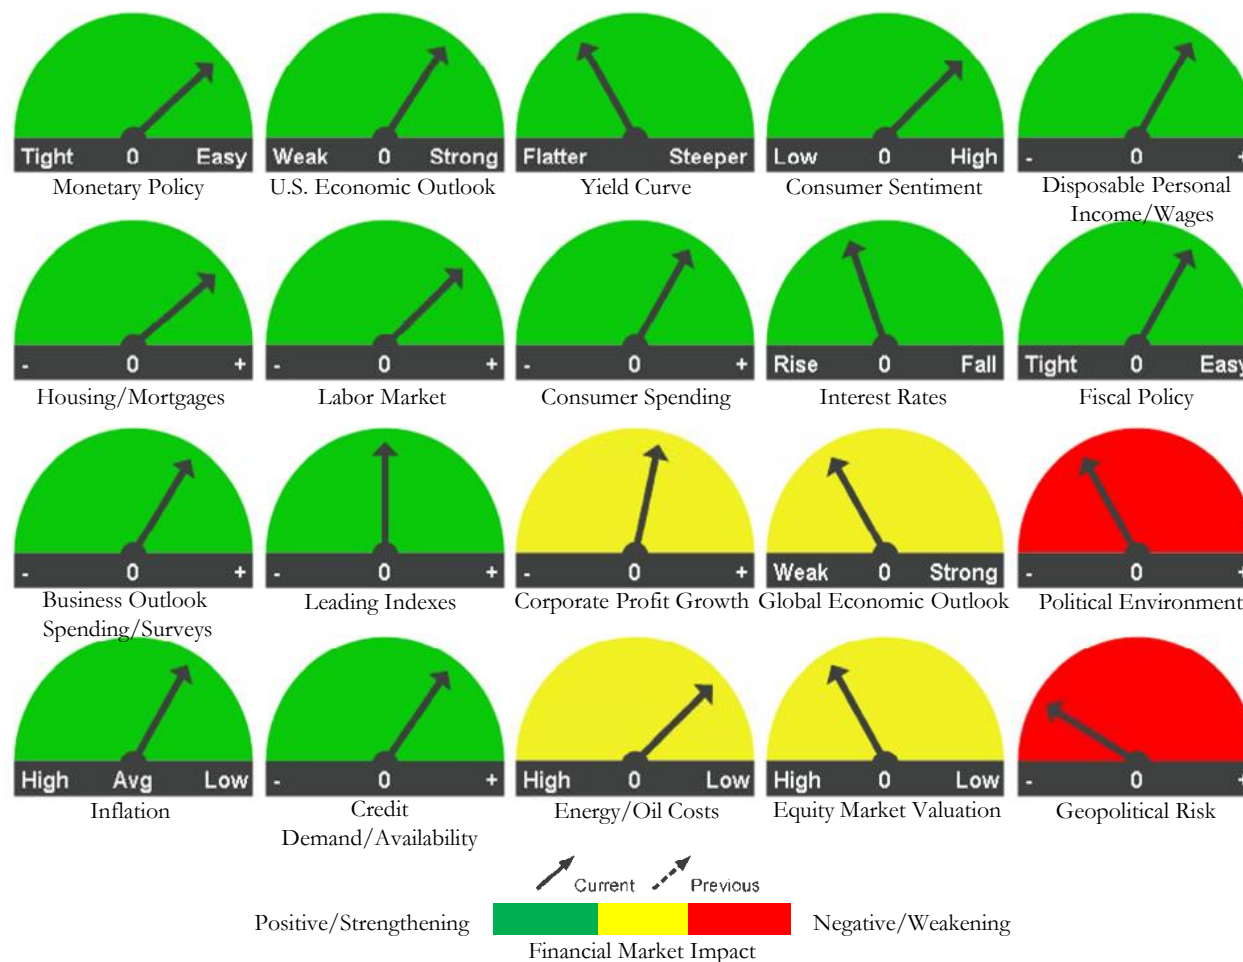 Tight 0 Easy
Weak 0 Strong
Flatter Steeper
Low 0 High
- 0 +
Monetary Policy
U.S. Economic Outlook
Yield Curve
Consumer Sentiment
Disposable Personal
Income/Wages
- 0 +
- 0 +
- 0 +
Rise 0 Fall
Tight 0 Easy
Housing/Mortgages
Labor Market
Consumer Spending
Interest Rates
Fiscal Policy
- 0 +
- 0 +
- 0 +
Weak 0 Strong
- 0 +
Business Outlook
Spending/Surveys
Leading Indexes
Corporate Profit Growth
Global Economic Outlook
Political Environment
High Avg Low
- 0 +
High 0 Low
High 0 Low
- 0 +
Inflation
Credit
Demand/Availability
Energy/Oil Costs
Equity Market Valuation
Geopolitical Risk
Current Previous
Positive/Strengthening Negative/Weakening
Financial Market Impact